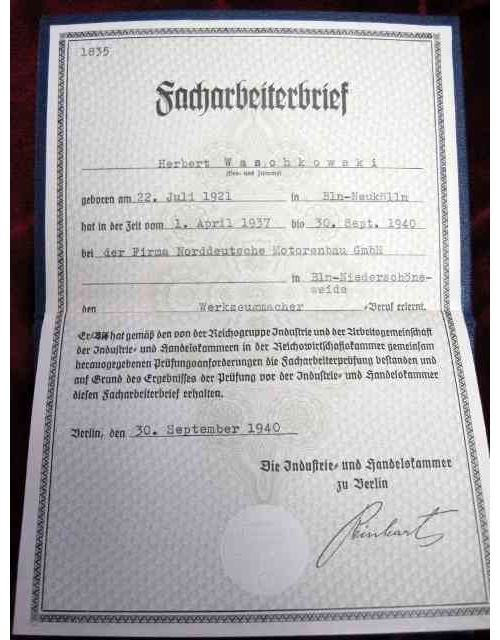 1835
Facharbeiterbrief
Herbert Waschkowski
(Vor- und Zuname)
geboren am 22. Juli 1921 in Bln-Neukölln
hat in der Zeit vom 1. April 1937 bis 30. Sept. 1940
bei der Firma Norddeutsche Motorenbau GmbH
in Bln-Niederschöne-
weide
den Werkzeugmacher -Beruf erlernt.
Er/Sie hat gemäß den von der Reichsgruppe Industrie und der Arbeitsgemeinschaft
der Industrie- und Handelskammern in der Reichswirtschaftskammer gemeinsam
herausgegebenen Prüfungsanforderungen die Facharbeiterprüfung bestanden und
auf Grund des Ergebnisses der Prüfung vor der Industrie- und Handelskammer
diesen Facharbeiterbrief erhalten.
Berlin, den 30. September 1940
Die Industrie- und Handelskammer
zu Berlin
Reinhart